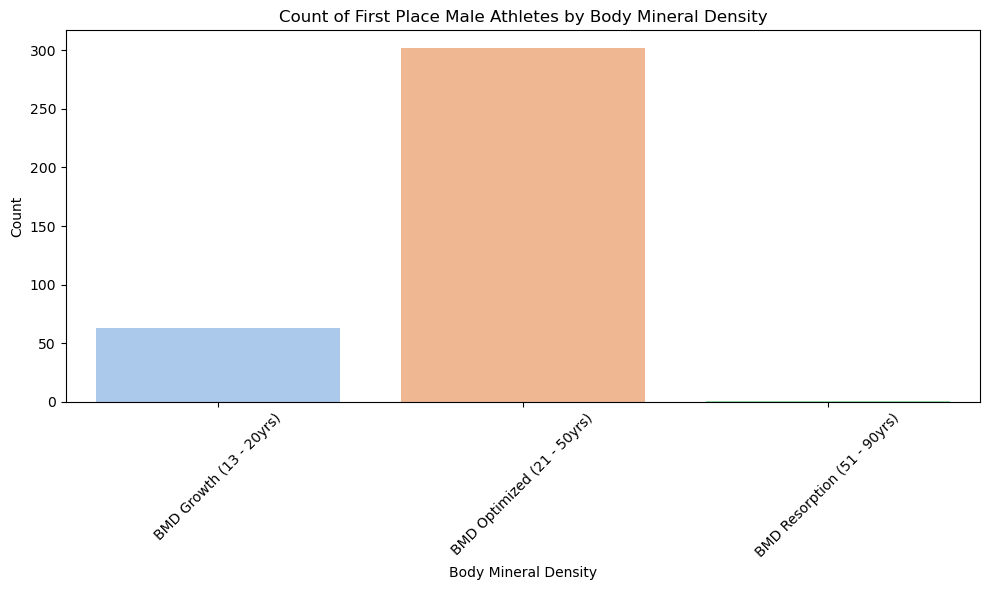 Count of First Place Male Athletes by Body Mineral Density
300
250
200
150
100
50
0
Count
BMD Growth (13 - 20yrs)
BMD Optimized (21 - 50yrs)
BMD Resorption (51 - 90yrs)
Body Mineral Density